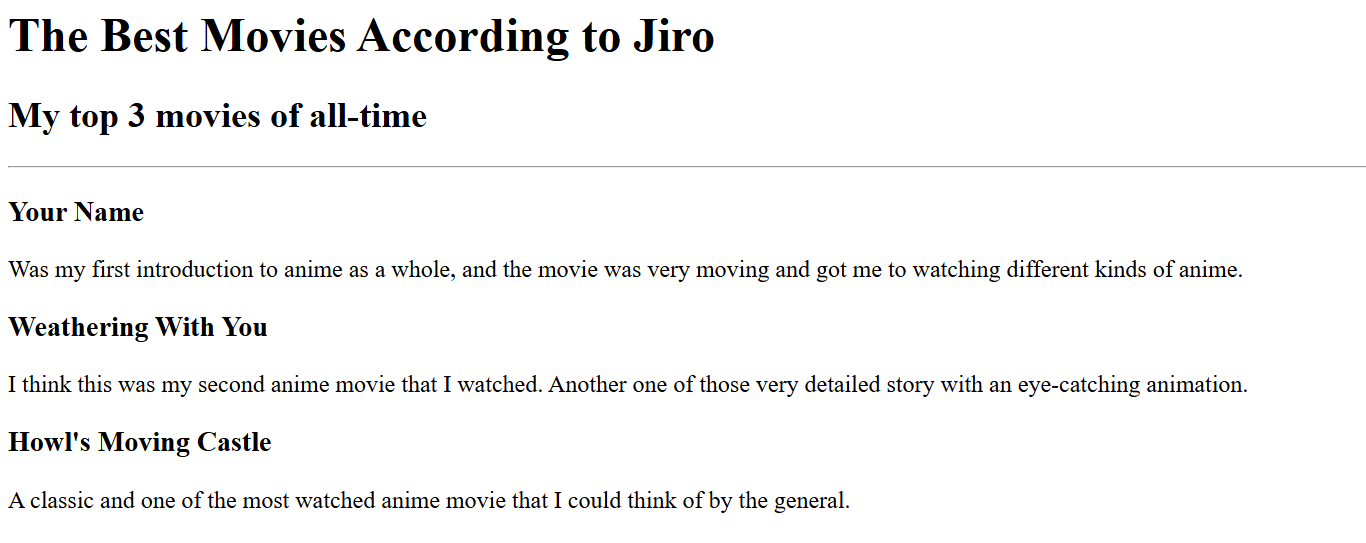 The Best Movies According to Jiro
My top 3 movies of all-time
Your Name
Was my first introduction to anime as a whole, and the movie was very moving and got me to watching different kinds of anime.
Weathering With You
I think this was my second anime movie that I watched. Another one of those very detailed story with an eye-catching animation.
Howl's Moving Castle
A classic and one of the most watched anime movie that I could think of by the general.